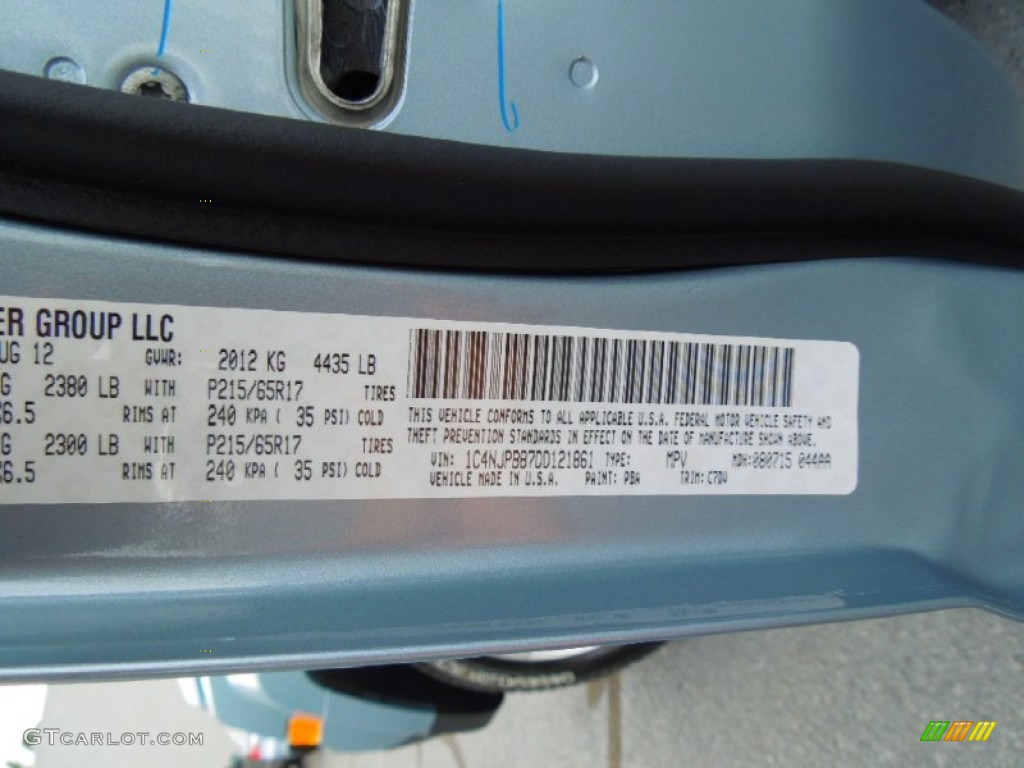 ER GROUP LLC
UG 12 GVWR: 2012 KG 4435 LB
G 2380 LB WITH P215/65R17 TIRES
X6.5 RIMS AT 240 KPA ( 35 PSI) COLD
G 2300 LB WITH P215/65R17 TIRES
X6.5 RIMS AT 240 KPA ( 35 PSI) COLD
THIS VEHICLE CONFORMS TO ALL APPLICABLE U.S.A. FEDERAL MOTOR VEHICLE SAFETY AND
THEFT PREVENTION STANDARDS IN EFFECT ON THE DATE OF MANUFACTURE SHOWN ABOVE.
VIN: 1C4NJPBB7DD121861 TYPE: MPV MDH:080715 044AA
VEHICLE MADE IN U.S.A. PAINT: PBA TRIM: C7DV
GTCARLOT.COM